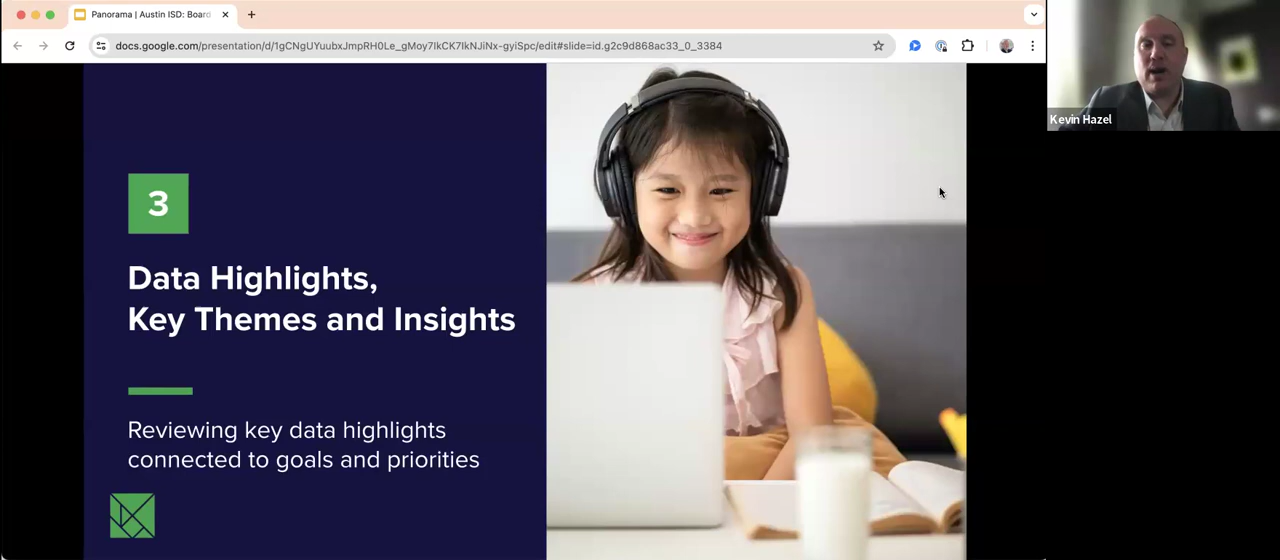 Panorama | Austin ISD: Board
docs.google.com/presentation/d/1gCNgUYuubxJmpRH0Le_gMoy7IkCK7IkNJiNx-gyiSpc/edit#slide=id.g2c9d868ac33_0_3384
Kevin Hazel
3
Data Highlights,
Key Themes and Insights
Reviewing key data highlights
connected to goals and priorities